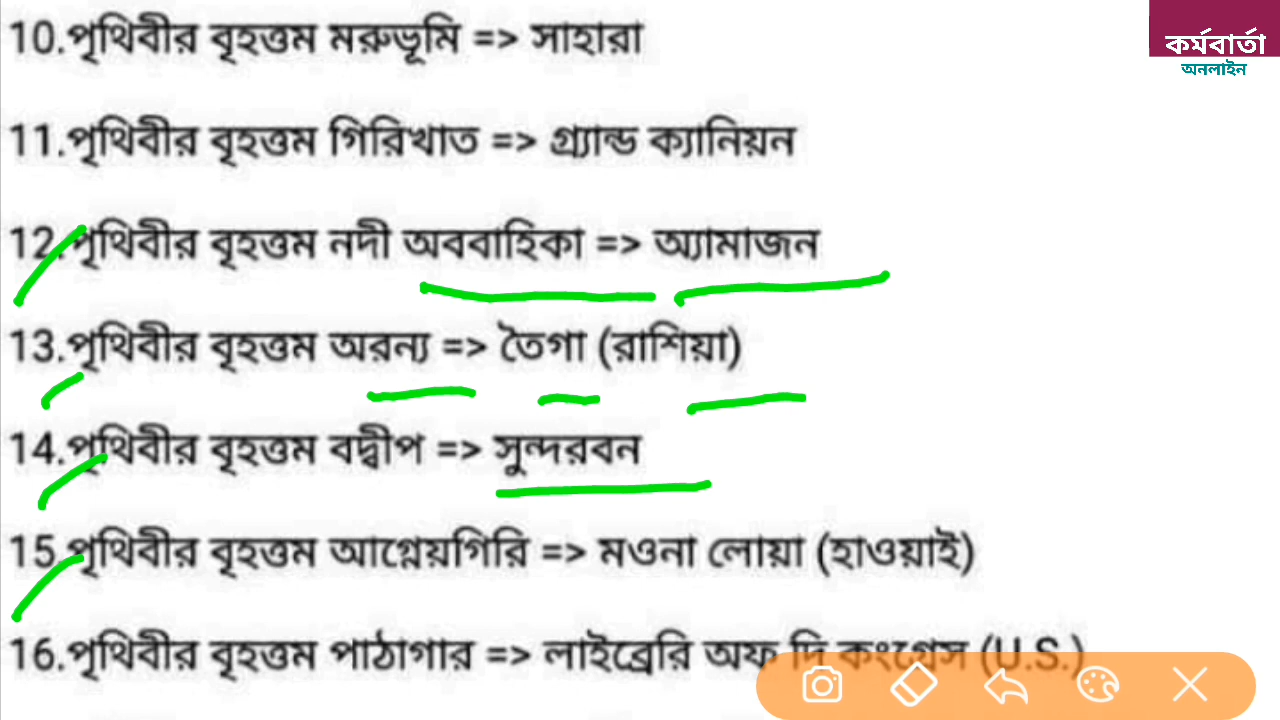 10.পৃথিবীর বৃহত্তম মরুভূমি => সাহারা
কর্মবার্তা
অনলাইন
11.পৃথিবীর বৃহত্তম গিরিখাত => গ্র্যান্ড ক্যানিয়ন
12.পৃথিবীর বৃহত্তম নদী অববাহিকা => অ্যামাজন
13.পৃথিবীর বৃহত্তম অরন্য => তৈগা (রাশিয়া)
14.পৃথিবীর বৃহত্তম বদ্বীপ => সুন্দরবন
15.পৃথিবীর বৃহত্তম আগ্নেয়গিরি => মওনা লোয়া (হাওয়াই)
16.পৃথিবীর বৃহত্তম পাঠাগার => লাইব্রেরি অফ দি কংগ্রেস (U.S.)